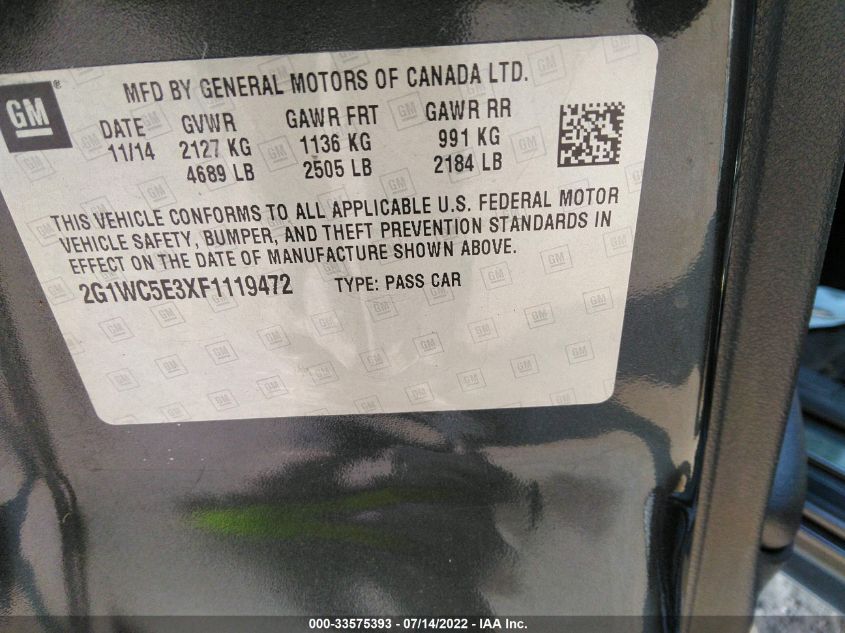 GM
MFD BY GENERAL MOTORS OF CANADA LTD.
DATE GVWR GAWR FRT GAWR RR
11/14 2127 KG 1136 KG 991 KG
4689 LB 2505 LB 2184 LB
THIS VEHICLE CONFORMS TO ALL APPLICABLE U.S. FEDERAL MOTOR
VEHICLE SAFETY, BUMPER, AND THEFT PREVENTION STANDARDS IN
EFFECT ON THE DATE OF MANUFACTURE SHOWN ABOVE.
2G1WC5E3XF1119472 TYPE: PASS CAR
000-33575393 - 07/14/2022 - IAA Inc.